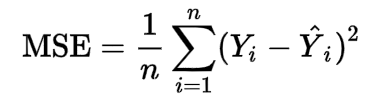 MSE = \frac{1}{n} \sum_{i=1}^{n} (Y_i - \hat{Y}_i)^2